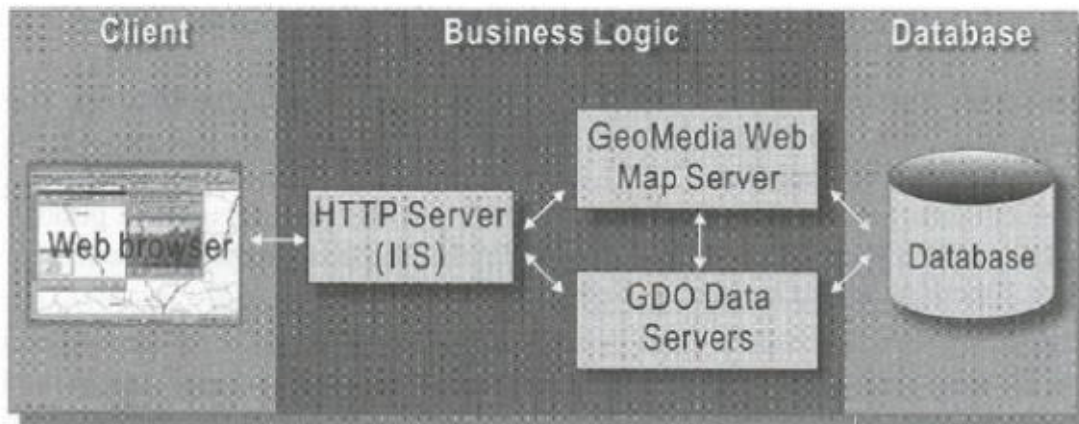 Client
Business Logic
Database
Web browser
HTTP Server
(IIS)
GeoMedia Web
Map Server
GDO Data
Servers
Database